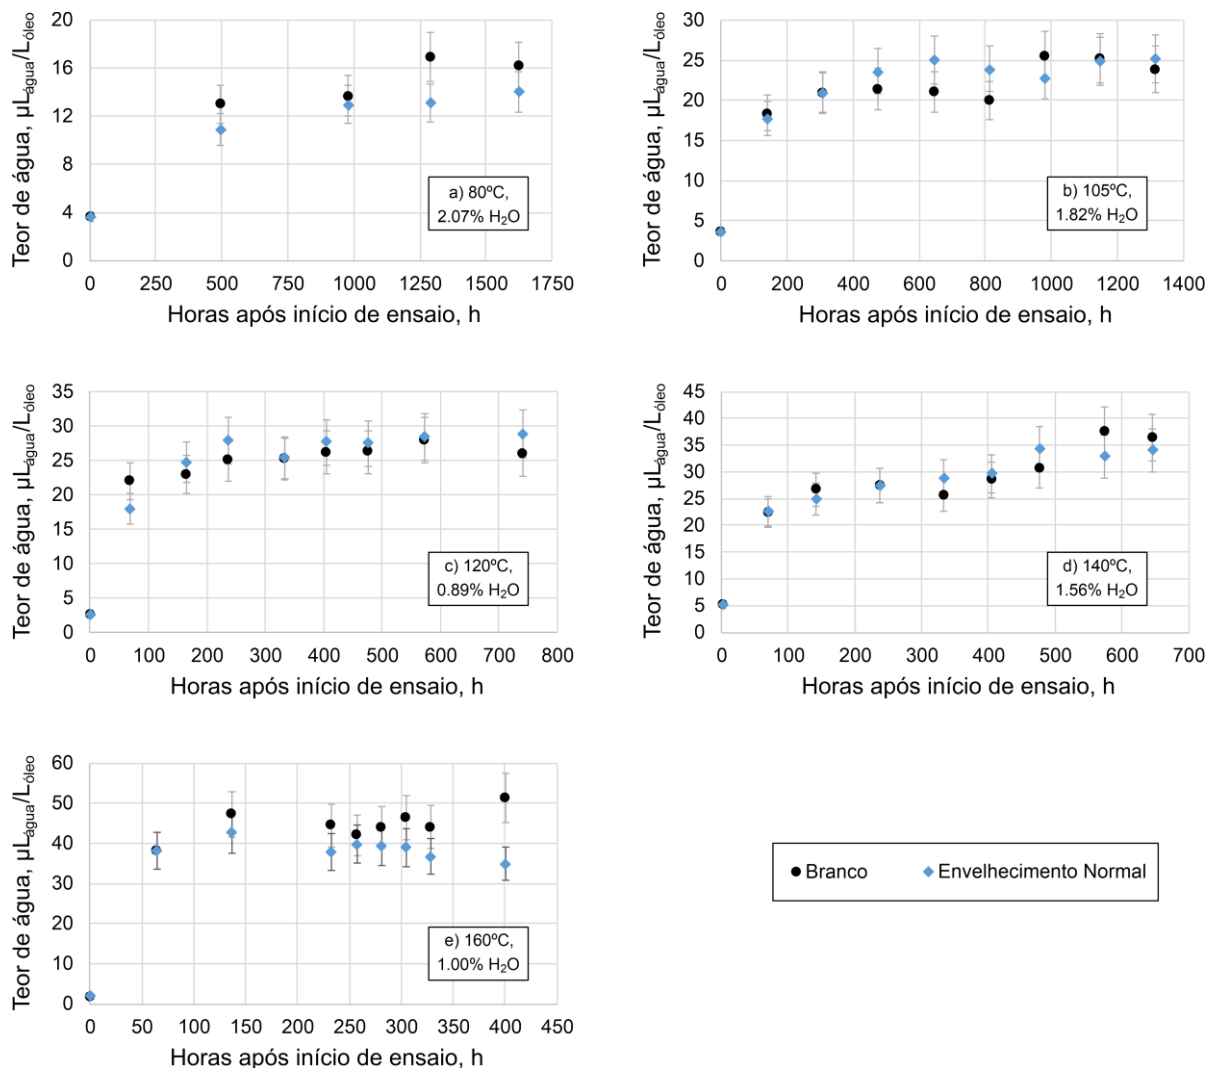 20
16
12
8
4
0
Teor de água, µLágua/Lóleo
a) 80ºC,
2.07% H₂O
0 250 500 750 1000 1250 1500 1750
Horas após início de ensaio, h
30
25
20
15
10
5
0
Teor de água, µLágua/Lóleo
b) 105ºC,
1.82% H₂O
0 200 400 600 800 1000 1200 1400
Horas após início de ensaio, h
35
30
25
20
15
10
5
0
Teor de água, µLágua/Lóleo
c) 120ºC,
0.89% H₂O
0 100 200 300 400 500 600 700 800
Horas após início de ensaio, h
45
40
35
30
25
20
15
10
5
0
Teor de água, µLágua/Lóleo
d) 140ºC,
1.56% H₂O
0 100 200 300 400 500 600 700
Horas após início de ensaio, h
60
50
40
30
20
10
0
Teor de água, µLágua/Lóleo
e) 160ºC,
1.00% H₂O
0 50 100 150 200 250 300 350 400 450
Horas após início de ensaio, h
Branco Envelhecimento Normal